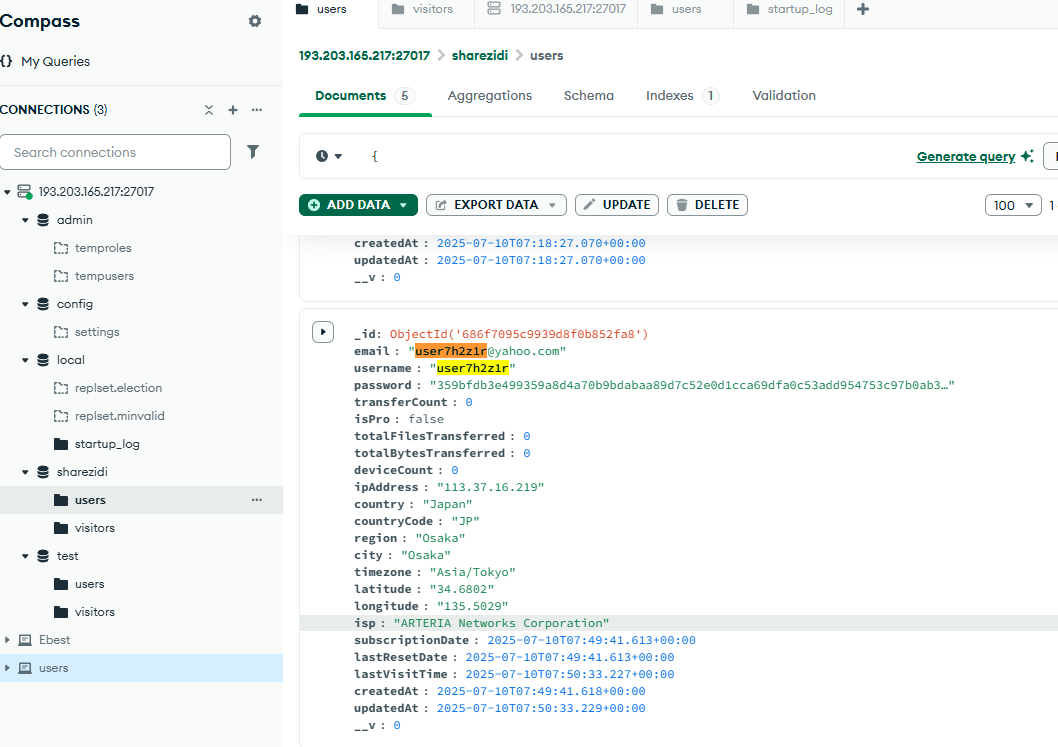 Compass
My Queries
CONNECTIONS (3)
Search connections
193.203.165.217:27017
admin
temproles
tempusers
config
settings
local
replset.election
replset.minvalid
startup_log
sharezidi
users
visitors
test
users
visitors
Ebest
users
users visitors 193.203.165.217:27017 users startup_log
193.203.165.217:27017 > sharezidi > users
Documents 5 Aggregations Schema Indexes 1 Validation
{ Generate query
ADD DATA EXPORT DATA UPDATE DELETE 100 1
createdAt : 2025-07-10T07:18:27.070+00:00
updatedAt : 2025-07-10T07:18:27.070+00:00
__v : 0
_id: ObjectId('686f7095c9939d8f0b852fa8')
email : "user7h2z1r@yahoo.com"
username : "user7h2z1r"
password : "359bfdb3e499359a8d4a70b9bdabaa89d7c52e0d1cca69dfa0c53add954753c97b0ab3…"
transferCount : 0
isPro : false
totalFilesTransferred : 0
totalBytesTransferred : 0
deviceCount : 0
ipAddress : "113.37.16.219"
country : "Japan"
countryCode : "JP"
region : "Osaka"
city : "Osaka"
timezone : "Asia/Tokyo"
latitude : "34.6802"
longitude : "135.5029"
isp : "ARTERIA Networks Corporation"
subscriptionDate : 2025-07-10T07:49:41.613+00:00
lastResetDate : 2025-07-10T07:49:41.613+00:00
lastVisitTime : 2025-07-10T07:50:33.227+00:00
createdAt : 2025-07-10T07:49:41.618+00:00
updatedAt : 2025-07-10T07:50:33.229+00:00
__v : 0